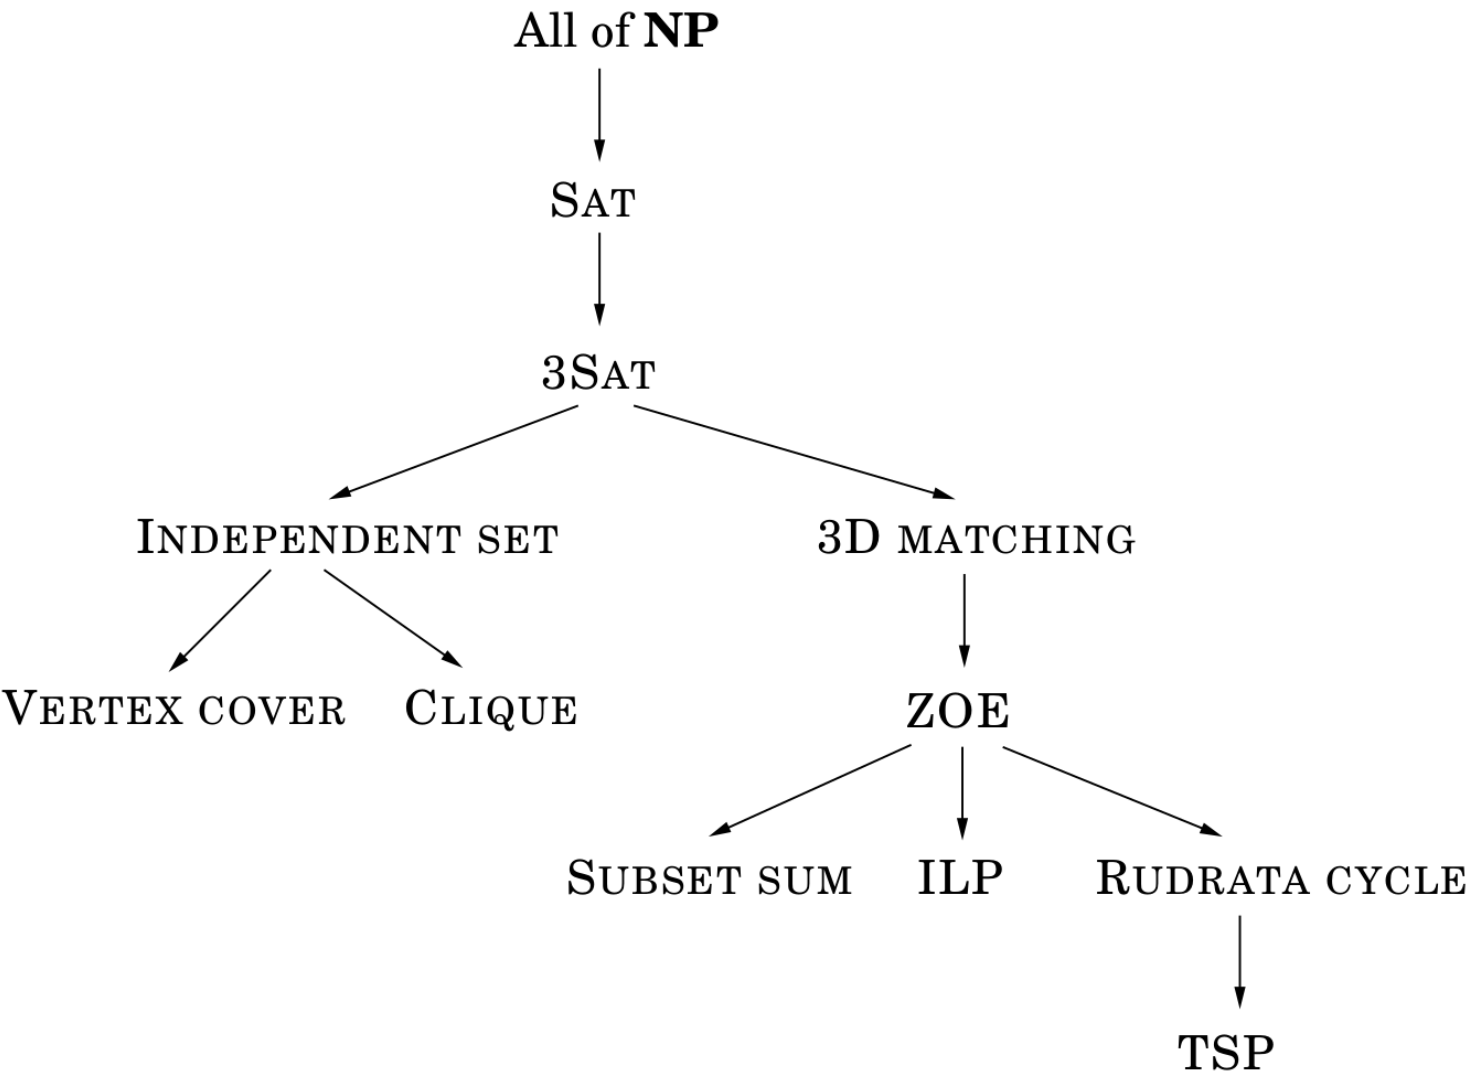 All of NP
SAT
3SAT
INDEPENDENT SET
3D MATCHING
VERTEX COVER
CLIQUE
ZOE
SUBSET SUM
ILP
RUDRATA CYCLE
TSP